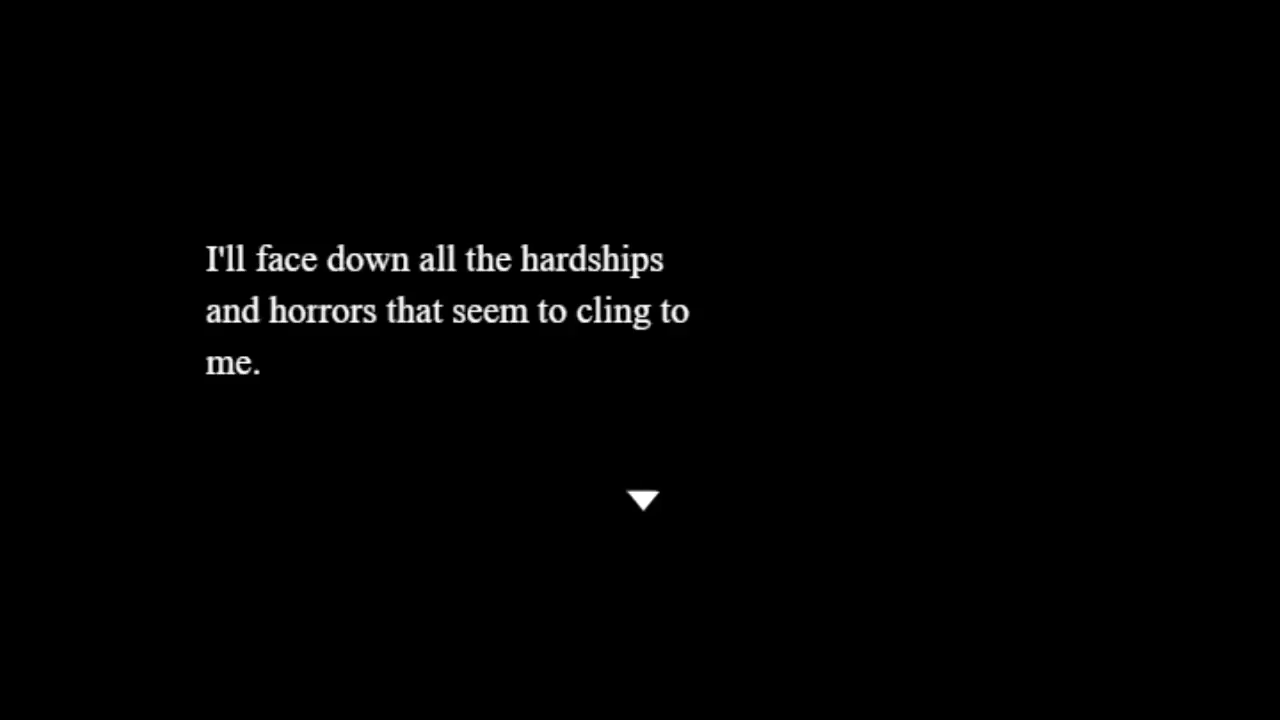 I'll face down all the hardships
and horrors that seem to cling to
me.